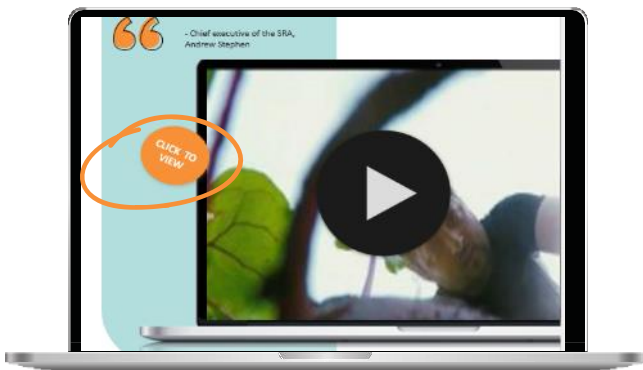 - Chief executive of the SRA,
Andrew Stephen
CLICK TO
VIEW